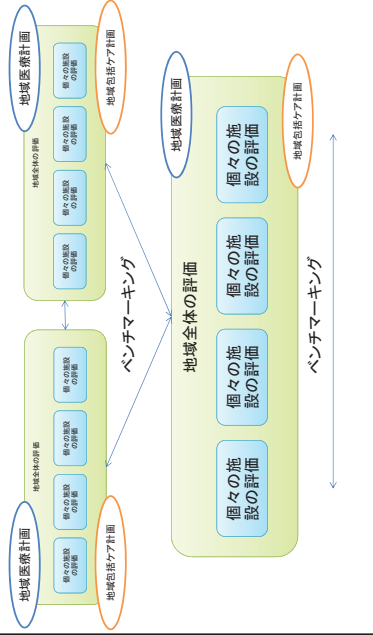 地域医療計画
地域全体の評価
個々の施設
の評価
個々の施設
の評価
個々の施設
の評価
個々の施設
の評価
地域包括ケア計画
地域医療計画
地域全体の評価
個々の施設
の評価
個々の施設
の評価
個々の施設
の評価
個々の施設
の評価
地域包括ケア計画
ベンチマーキング
地域医療計画
地域全体の評価
個々の施
設の評価
個々の施
設の評価
個々の施
設の評価
個々の施
設の評価
地域包括ケア計画
ベンチマーキング